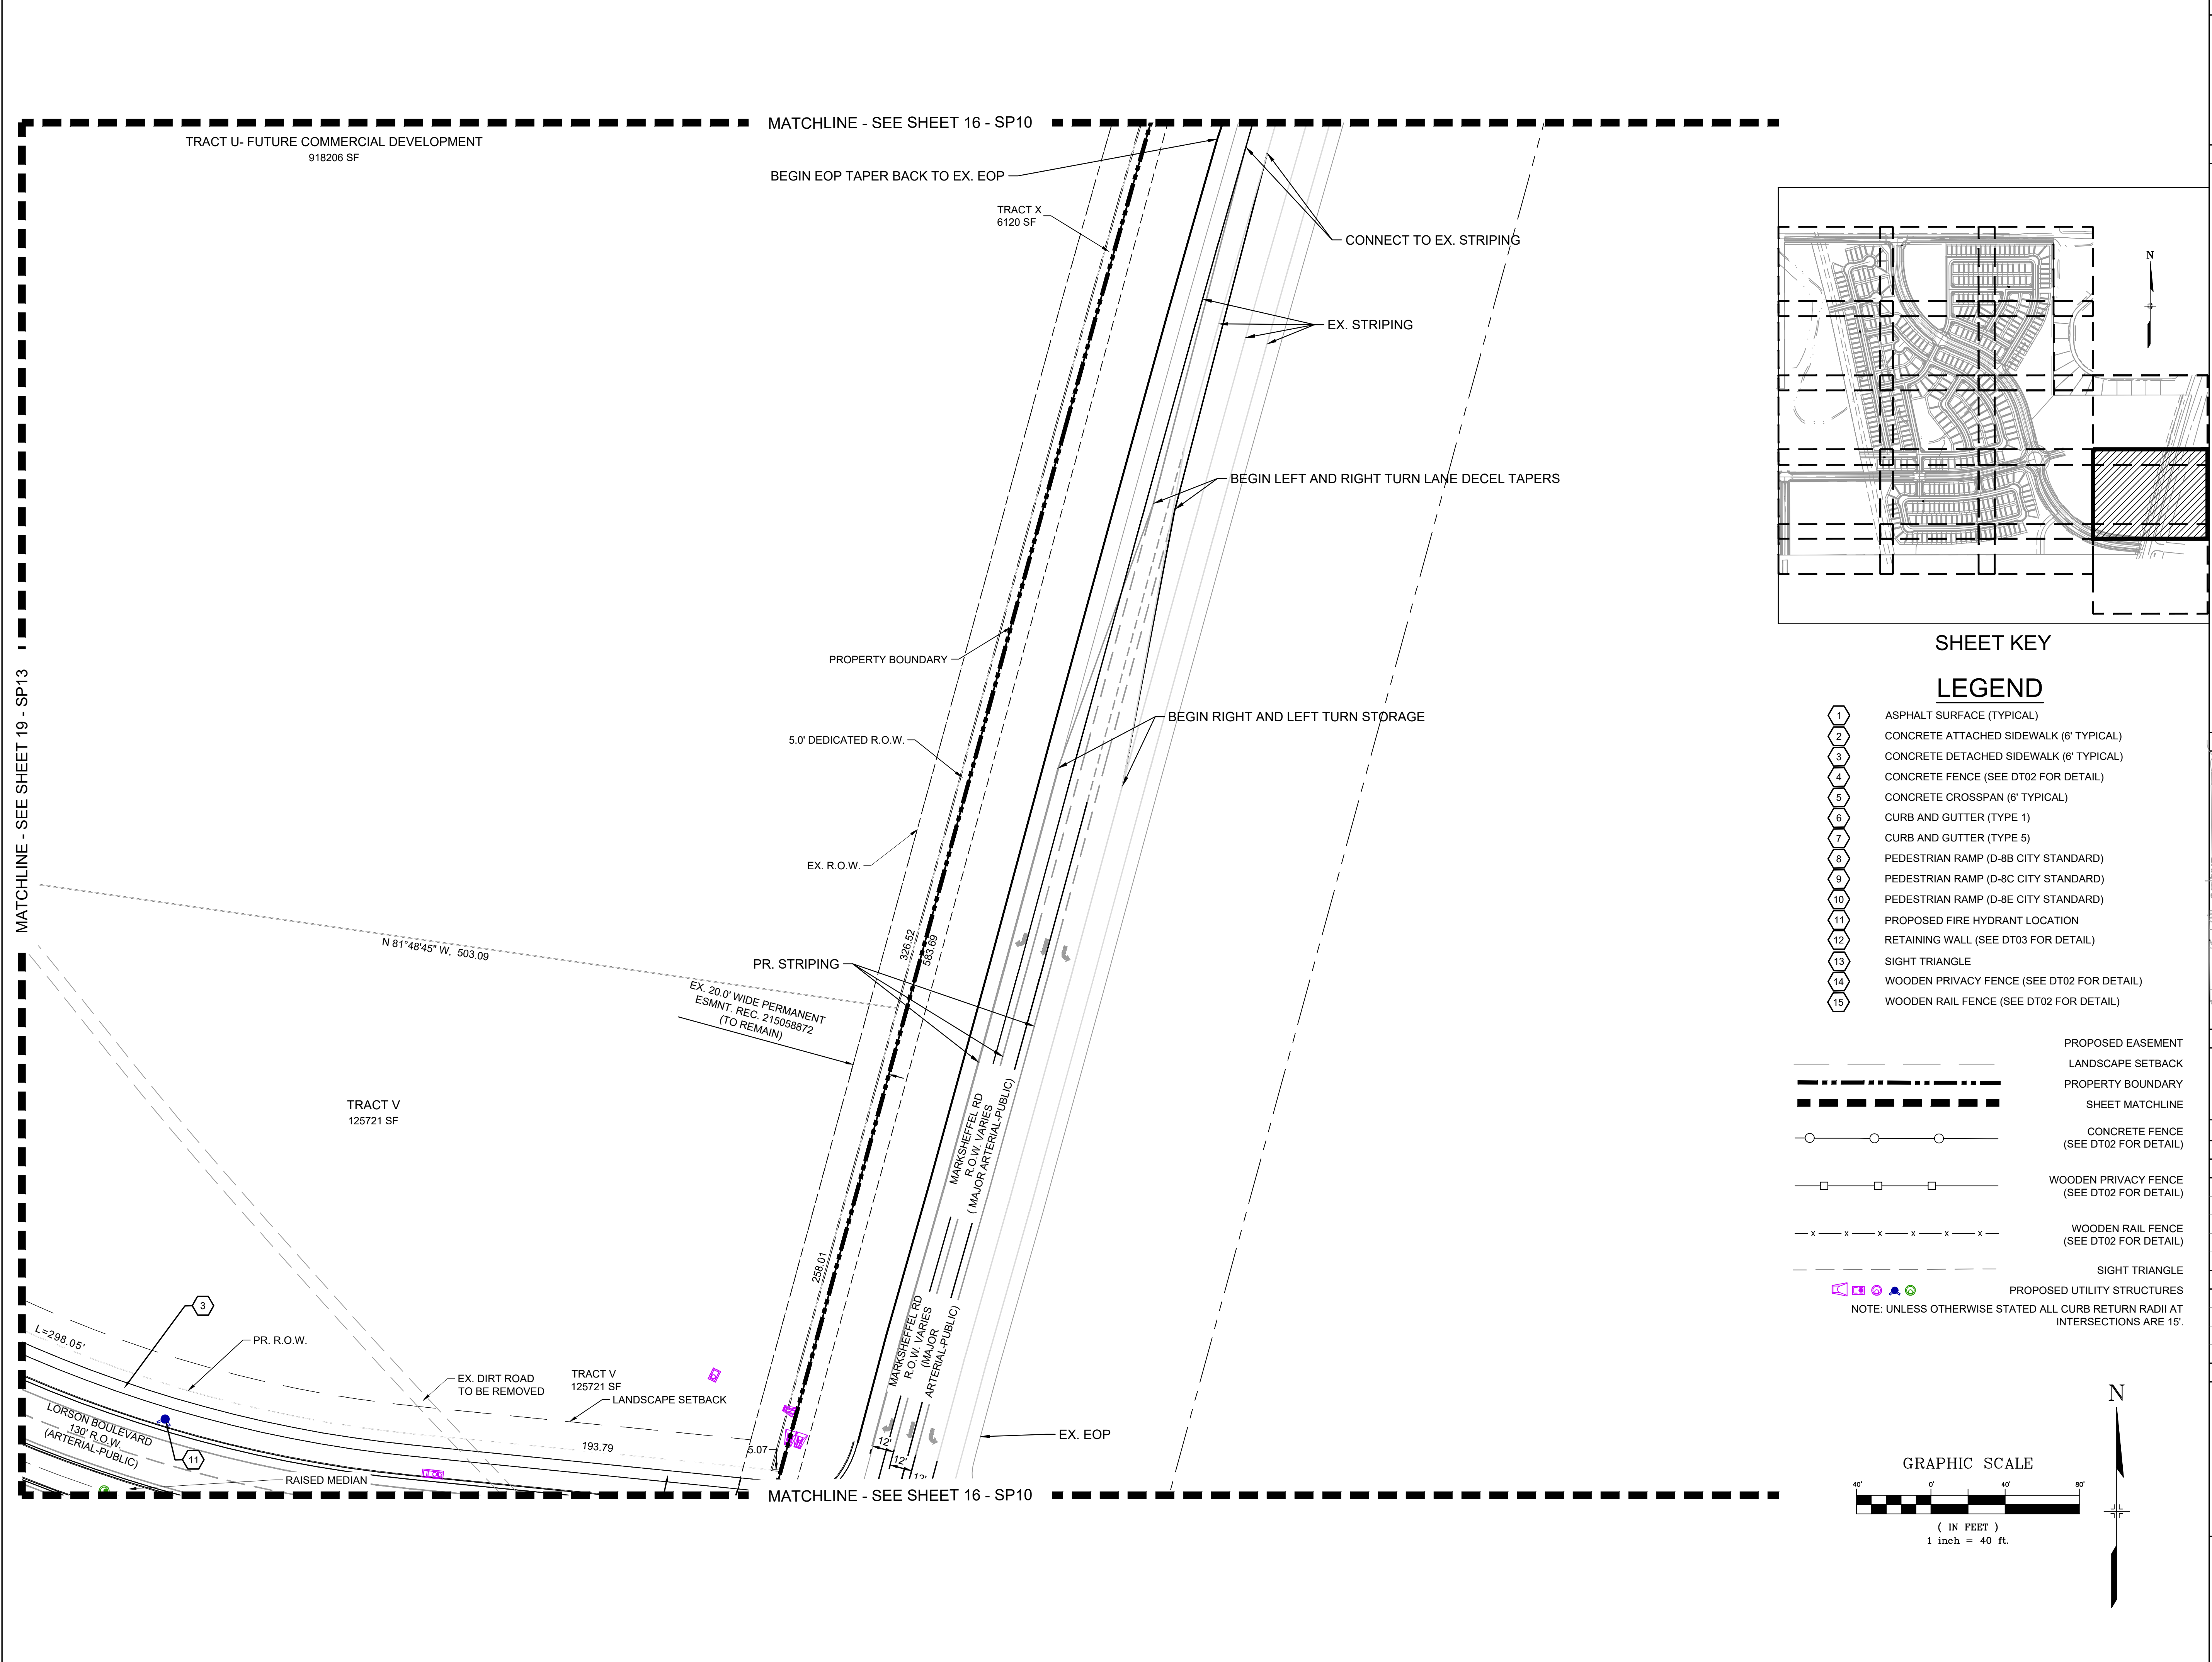 MATCHLINE - SEE SHEET 16 - SP10
TRACT U- FUTURE COMMERCIAL DEVELOPMENT
918206 SF
BEGIN EOP TAPER BACK TO EX. EOP
TRACT X
6120 SF
CONNECT TO EX. STRIPING
EX. STRIPING
BEGIN LEFT AND RIGHT TURN LANE DECEL TAPERS
PROPERTY BOUNDARY
BEGIN RIGHT AND LEFT TURN STORAGE
5.0' DEDICATED R.O.W.
MATCHLINE - SEE SHEET 19 - SP13
EX. R.O.W.
326.52
583.69
N 81°48'45" W, 503.09
PR. STRIPING
EX. 20.0' WIDE PERMANENT
ESMNT. REC. 215058872
(TO REMAIN)
TRACT V
125721 SF
MARKSHEFFEL RD
R.O.W. VARIES
( MAJOR ARTERIAL-PUBLIC)
258.01
3
L=298.05'
PR. R.O.W.
EX. DIRT ROAD
TO BE REMOVED
TRACT V
125721 SF
LANDSCAPE SETBACK
MARKSHEFFEL RD
R.O.W. VARIES
(MAJOR
ARTERIAL-PUBLIC)
LORSON BOULEVARD
130' R.O.W.
(ARTERIAL-PUBLIC)
11
193.79
5.07
12'
12'
12'
EX. EOP
RAISED MEDIAN
MATCHLINE - SEE SHEET 16 - SP10
N
SHEET KEY
LEGEND
1 ASPHALT SURFACE (TYPICAL)
2 CONCRETE ATTACHED SIDEWALK (6' TYPICAL)
3 CONCRETE DETACHED SIDEWALK (6' TYPICAL)
4 CONCRETE FENCE (SEE DT02 FOR DETAIL)
5 CONCRETE CROSSPAN (6' TYPICAL)
6 CURB AND GUTTER (TYPE 1)
7 CURB AND GUTTER (TYPE 5)
8 PEDESTRIAN RAMP (D-8B CITY STANDARD)
9 PEDESTRIAN RAMP (D-8C CITY STANDARD)
10 PEDESTRIAN RAMP (D-8E CITY STANDARD)
11 PROPOSED FIRE HYDRANT LOCATION
12 RETAINING WALL (SEE DT03 FOR DETAIL)
13 SIGHT TRIANGLE
14 WOODEN PRIVACY FENCE (SEE DT02 FOR DETAIL)
15 WOODEN RAIL FENCE (SEE DT02 FOR DETAIL)
PROPOSED EASEMENT
LANDSCAPE SETBACK
PROPERTY BOUNDARY
SHEET MATCHLINE
CONCRETE FENCE
(SEE DT02 FOR DETAIL)
WOODEN PRIVACY FENCE
(SEE DT02 FOR DETAIL)
x x x x x x
WOODEN RAIL FENCE
(SEE DT02 FOR DETAIL)
SIGHT TRIANGLE
PROPOSED UTILITY STRUCTURES
NOTE: UNLESS OTHERWISE STATED ALL CURB RETURN RADII AT
INTERSECTIONS ARE 15'.
N
GRAPHIC SCALE
40' 0' 40' 80'
( IN FEET )
1 inch = 40 ft.